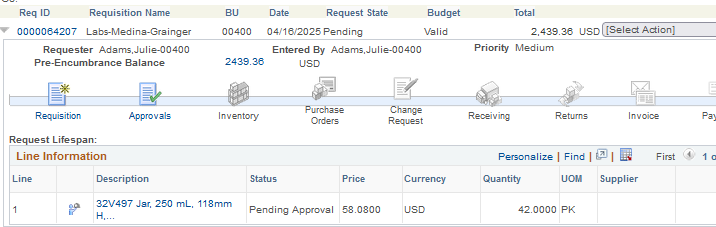 Req ID Requisition Name BU Date Request State Budget Total
0000064207 Labs-Medina-Grainger 00400 04/16/2025 Pending Valid 2,439.36 USD [Select Action]
Requester Adams,Julie-00400 Entered By Adams,Julie-00400 Priority Medium
Pre-Encumbrance Balance 2439.36 USD
Requisition Approvals Inventory Purchase Orders Change Request Receiving Returns Invoice
Request Lifespan:
Line Information Personalize | Find | | First 1 o
Line Description Status Price Currency Quantity UOM Supplier
1 32V497 Jar, 250 mL, 118mm H,... Pending Approval 58.0800 USD 42.0000 PK